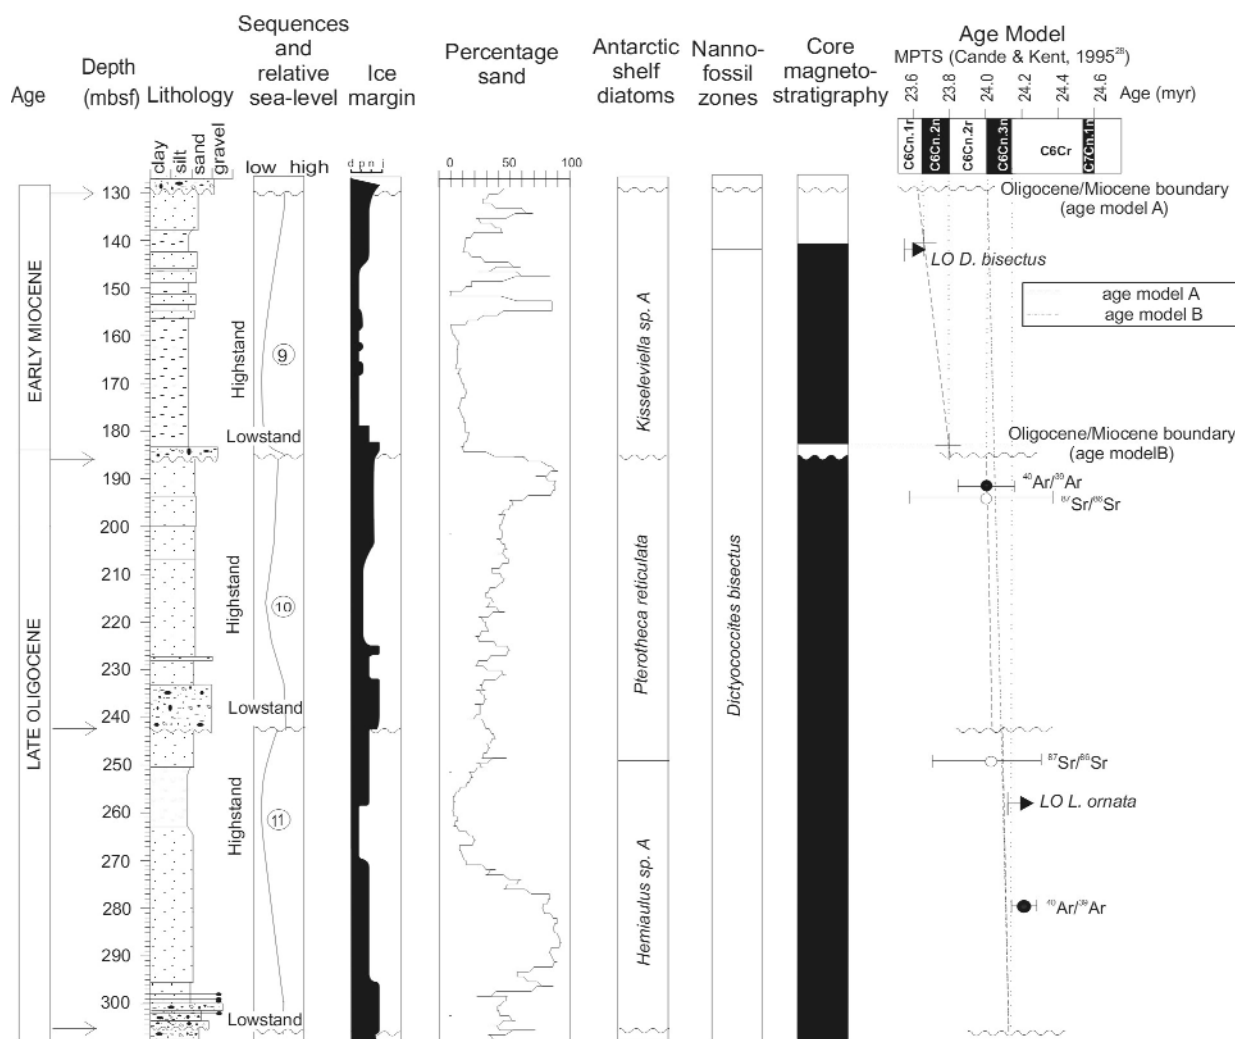 Age
Depth
(mbsf)
Lithology
clay
silt
sand
gravel
Sequences
and
relative
sea-level
low high
Ice
margin
d p n i
Percentage
sand
0 50 100
Antarctic
shelf
diatoms
Nanno-
fossil
zones
Core
magneto-
stratigraphy
Age Model
MPTS (Cande & Kent, 1995²⁸)
23.6 23.8 24.0 24.2 24.4 24.6 Age (myr)
C6Cn.1r
C6Cn.2n
C6Cn.2r
C6Cn.3n
C6Cr
C7Cn.1n
EARLY MIOCENE
LATE OLIGOCENE
130
140
150
160
170
180
190
200
210
220
230
240
250
260
270
280
290
300
Highstand
9
Lowstand
Highstand
10
Lowstand
Highstand
11
Lowstand
Kisseleviella sp. A
Pterotheca reticulata
Hemiaulus sp. A
Dictyococcites bisectus
Oligocene/Miocene boundary
(age model A)
LO D. bisectus
age model A
age model B
Oligocene/Miocene boundary
(age modelB)
⁴⁰Ar/³⁹Ar
⁸⁷Sr/⁸⁶Sr
⁸⁷Sr/⁸⁶Sr
LO L. ornata
⁴⁰Ar/³⁹Ar